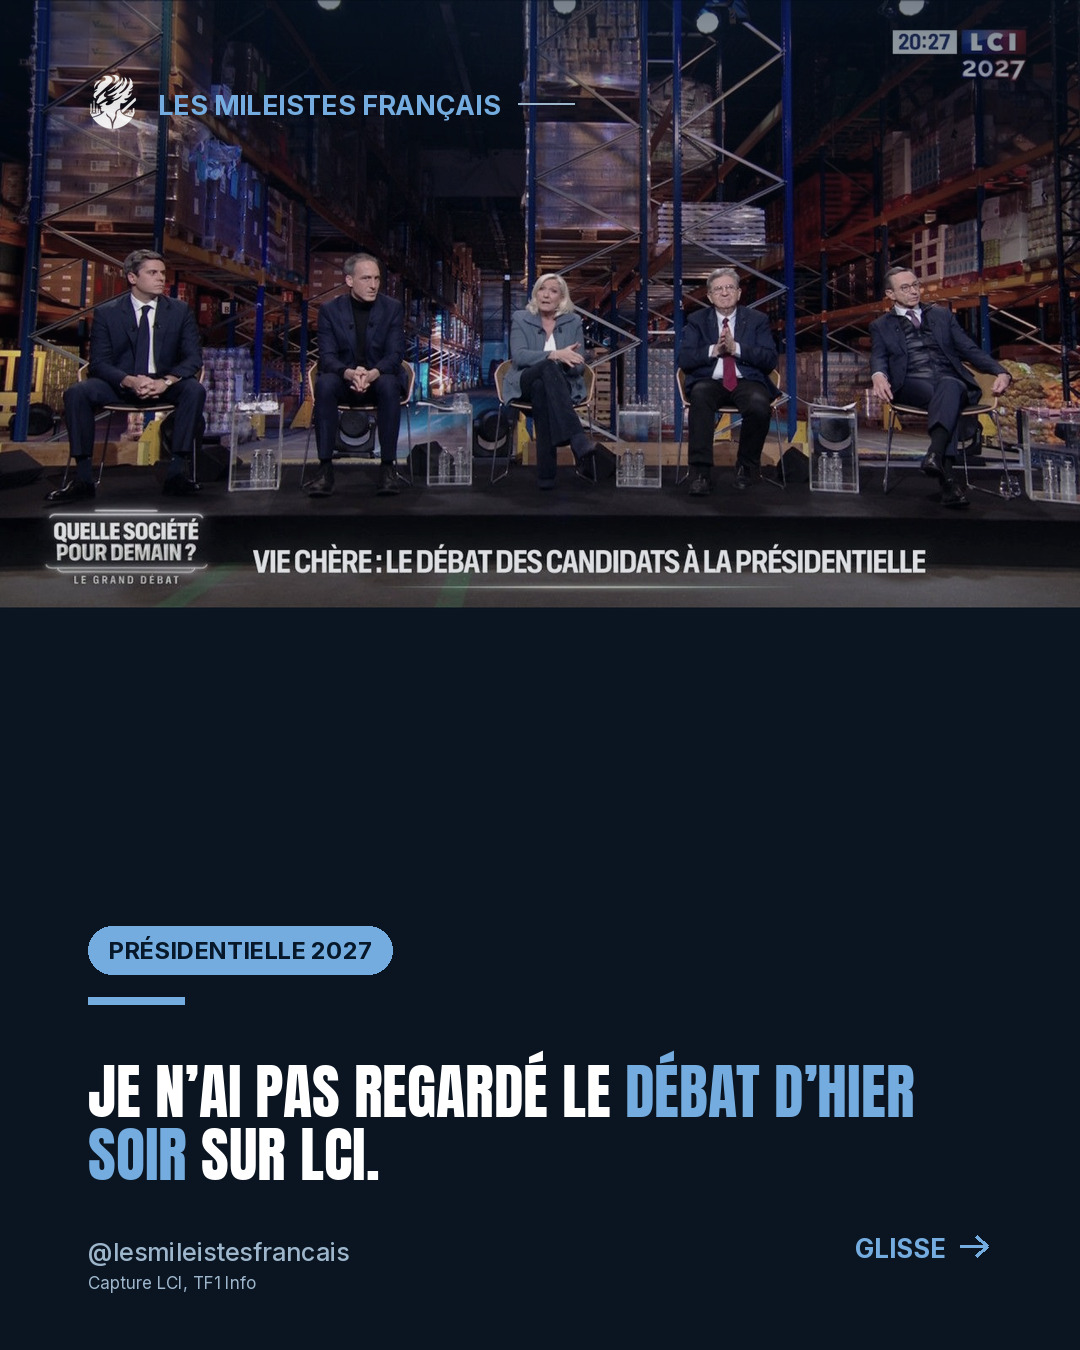 20:27 LCI
2027
LES MILEISTES FRANÇAIS
QUELLE SOCIÉTÉ
POUR DEMAIN ?
LE GRAND DÉBAT
VIE CHÈRE : LE DÉBAT DES CANDIDATS À LA PRÉSIDENTIELLE
PRÉSIDENTIELLE 2027
JE N’AI PAS REGARDÉ LE DÉBAT D’HIER
SOIR SUR LCI.
@lesmileistesfrancais
Capture LCI, TF1 Info
GLISSE →